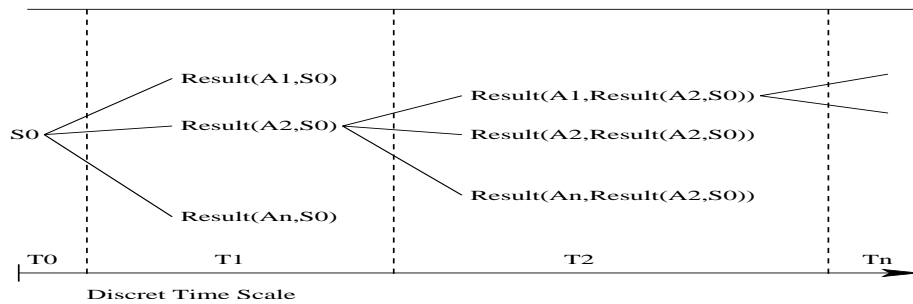 Result(A1,S0)
Result(A1,Result(A2,S0))
S0
Result(A2,S0)
Result(A2,Result(A2,S0))
Result(An,Result(A2,S0))
Result(An,S0)
T0 T1 T2 Tn
Discret Time Scale